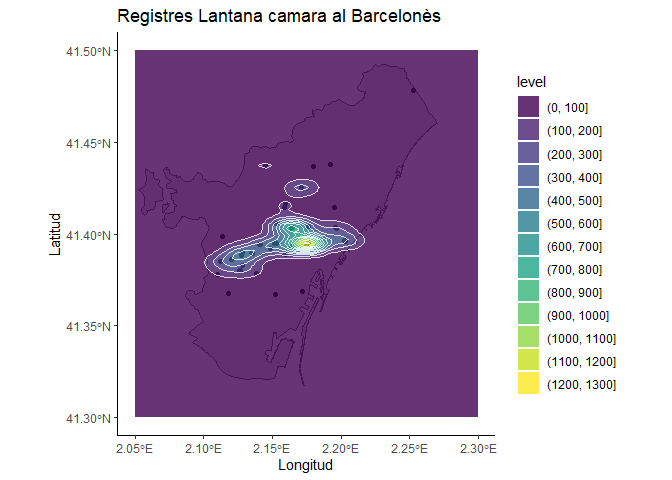 Registres Lantana camara al Barcelonès
41.50°N
41.45°N
41.40°N
41.35°N
41.30°N
Latitud
2.05°E 2.10°E 2.15°E 2.20°E 2.25°E 2.30°E
Longitud
level
(0, 100]
(100, 200]
(200, 300]
(300, 400]
(400, 500]
(500, 600]
(600, 700]
(700, 800]
(800, 900]
(900, 1000]
(1000, 1100]
(1100, 1200]
(1200, 1300]